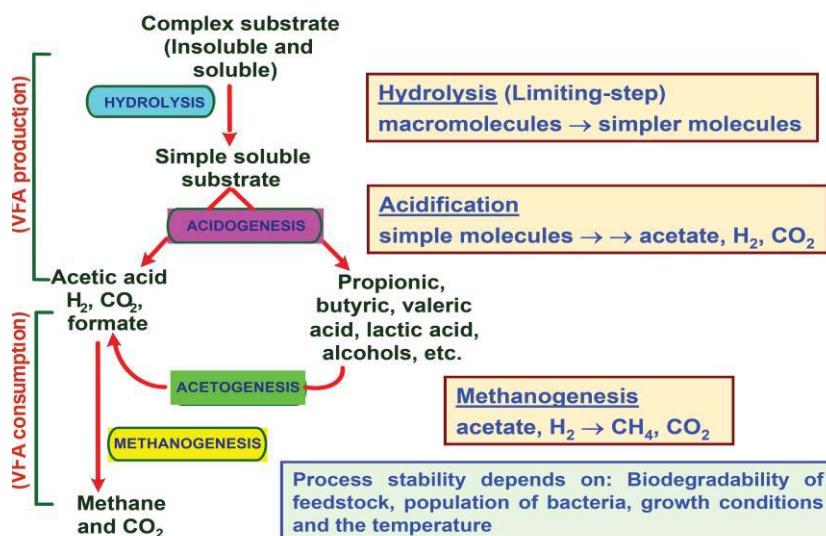 Complex substrate
(Insoluble and
soluble)
(VFA production)
HYDROLYSIS
Hydrolysis (Limiting-step)
macromolecules → simpler molecules
Simple soluble
substrate
ACIDOGENESIS
Acidification
simple molecules → → acetate, H₂, CO₂
Acetic acid
H₂, CO₂,
formate
Propionic,
butyric, valeric
acid, lactic acid,
alcohols, etc.
(VFA consumption)
ACETOGENESIS
METHANOGENESIS
Methanogenesis
acetate, H₂ → CH₄, CO₂
Methane
and CO₂
Process stability depends on: Biodegradability of
feedstock, population of bacteria, growth conditions
and the temperature